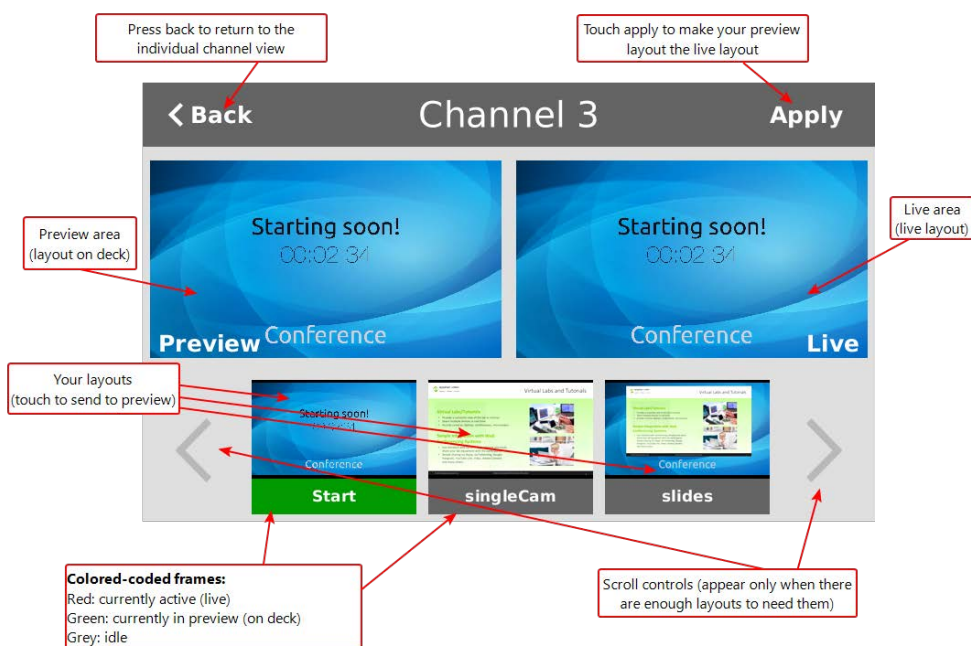 Press back to return to the
individual channel view
Touch apply to make your preview
layout the live layout
Back
Channel 3
Apply
Preview area
(layout on deck)
Starting soon!
00:02:34
Conference
Preview
Starting soon!
00:02:34
Conference
Live
Live area
(live layout)
Your layouts
(touch to send to preview)
Starting soon!
Conference
Start
Virtual Labs and Tutorials
singleCam
Conference
slides
Colored-coded frames:
Red: currently active (live)
Green: currently in preview (on deck)
Grey: idle
Scroll controls (appear only when there
are enough layouts to need them)